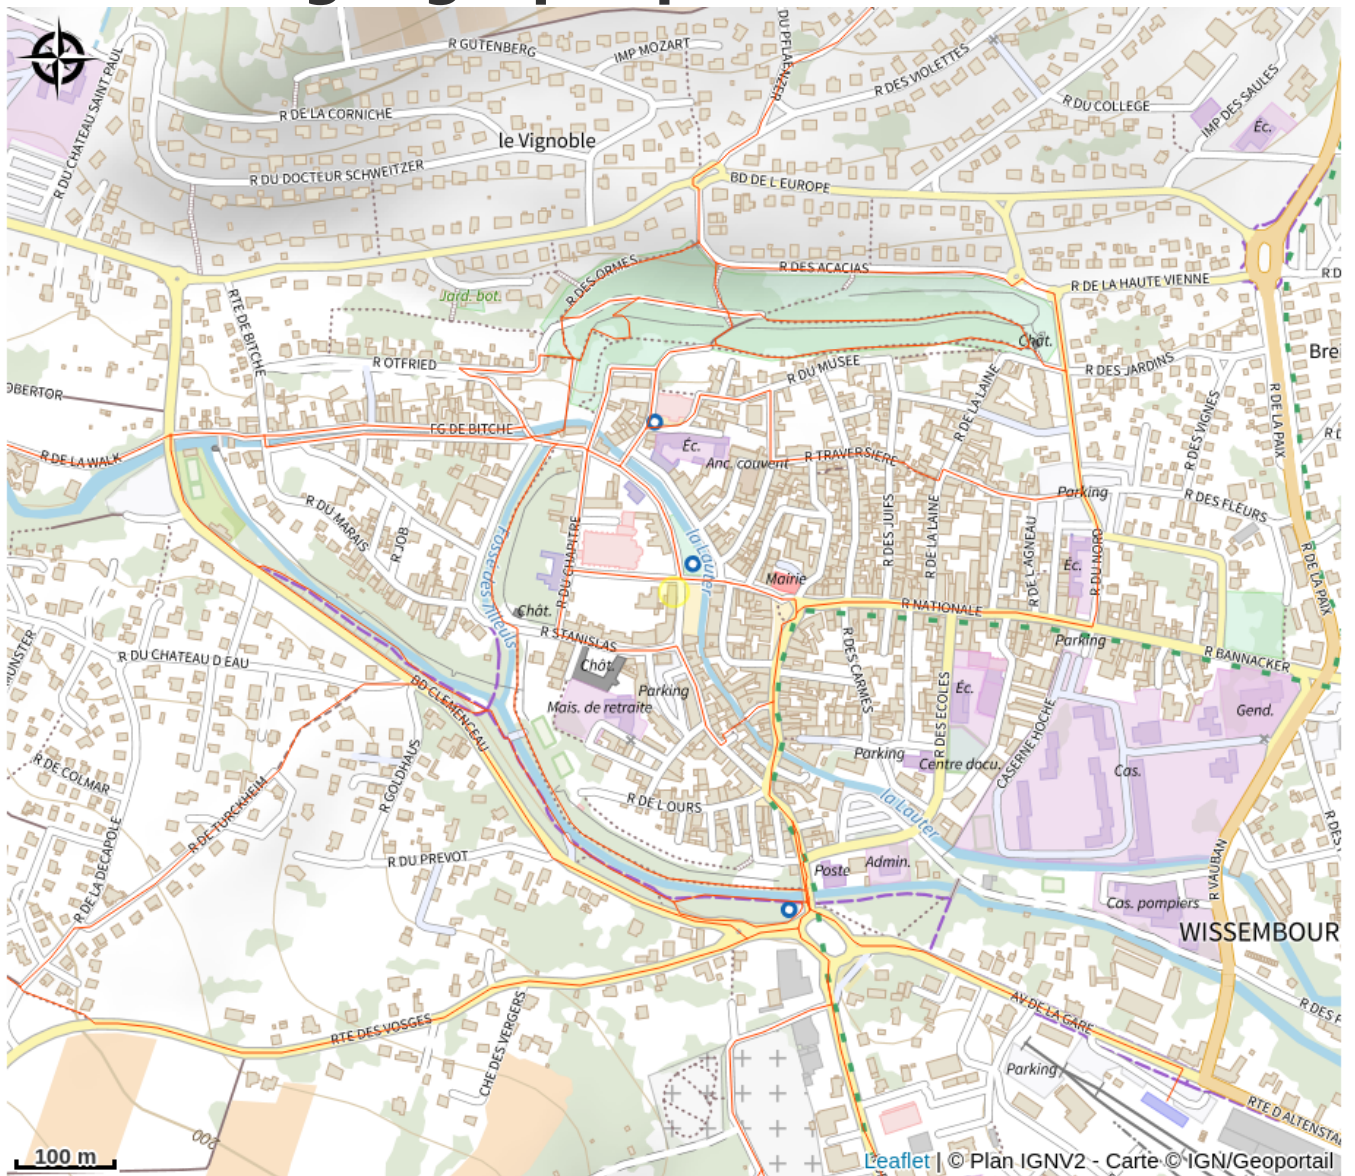 R GUTENBERG
IMP MOZART
DU PFLAENZER
R DES VIOLETTES
R DU COLLEGE
IMP DES SAULES
Éc.
R DU CHATEAU SAINT PAUL
R DE LA CORNICHE
le Vignoble
R DU DOCTEUR SCHWEITZER
BD DE L EUROPE
R DES ORMES
R DES ACACIAS
R DE LA HAUTE VIENNE
R D
Jard. bot.
RTE DE BITCHE
Chât.
Bre
R OTFRIED
R DU MUSEE
R DES JARDINS
OBERTOR
R DE LA LAINE
R DES VIGNES
R DE LA PAIX
FG DE BITCHE
Éc.
Anc. couvent
R TRAVERSIERE
R DE LA WALK
Parking
R DES FLEURS
R DU MARAIS
R JOB
Fossé des Tilleuls
R DU CHAPITRE
la Lauter
R DES JUIFS
R DE LA LAINE
R DE L AGNEAU
R DU NORD
R DE LA PAIX
Mairie
Éc.
Chât.
R NATIONALE
R STANISLAS
Parking
R BANNACKER
MUNSTER
R DU CHATEAU D EAU
Chât.
Parking
Mais. de retraite
R DES CARMES
R DES ECOLES
Éc.
Gend.
BD CLEMENCEAU
Parking
Centre docu.
CASERNE HOCHE
Cas.
R DE COLMAR
R GOLDHAUS
R DE TURCKHEIM
R DE L OURS
la Lauter
R DES
R DE LA DECAPOLE
R DU PREVOT
Poste
Admin.
R VAUBAN
Cas. pompiers
WISSEMBOUR
AV DE LA GARE
R DES F
RTE DES VOSGES
CHE DES VERGERS
Parking
RTE D ALTENSTA
200
100 m
Leaflet | © Plan IGNV2 - Carte © IGN/Geoportail